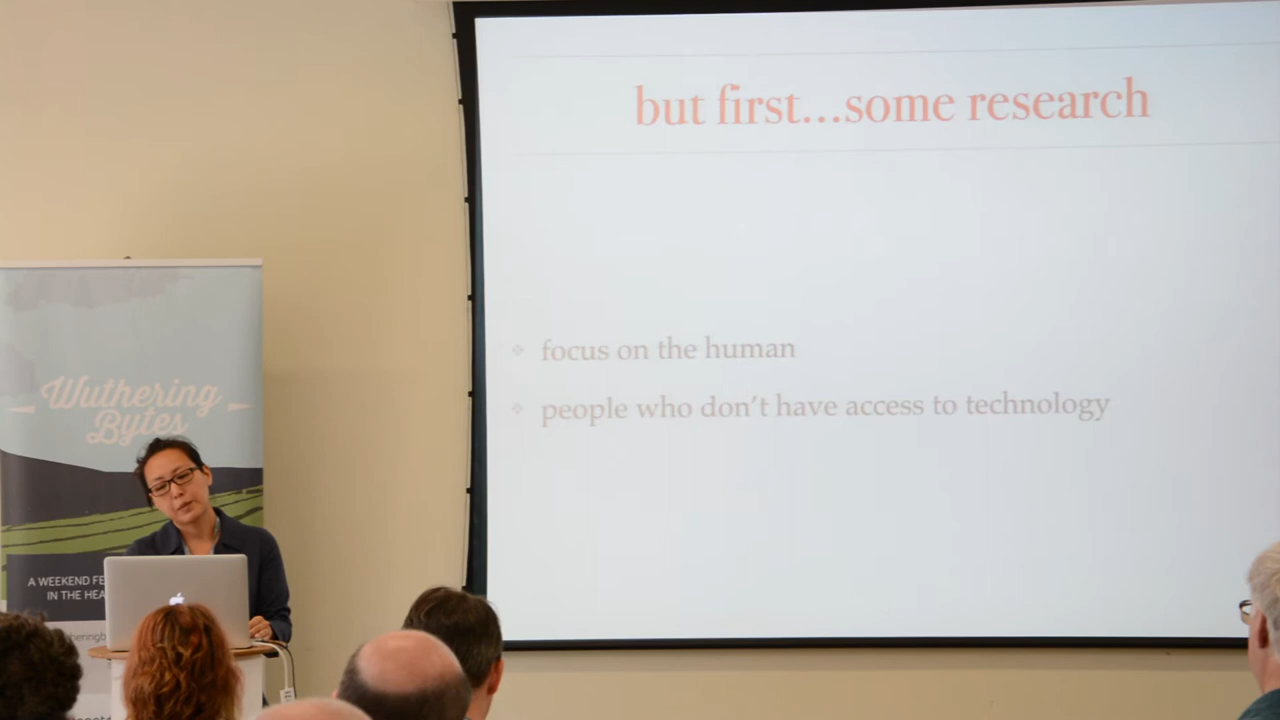 but first...some research
focus on the human
people who don't have access to technology
Wuthering
Bytes
A WEEKEND FE
IN THE HEA